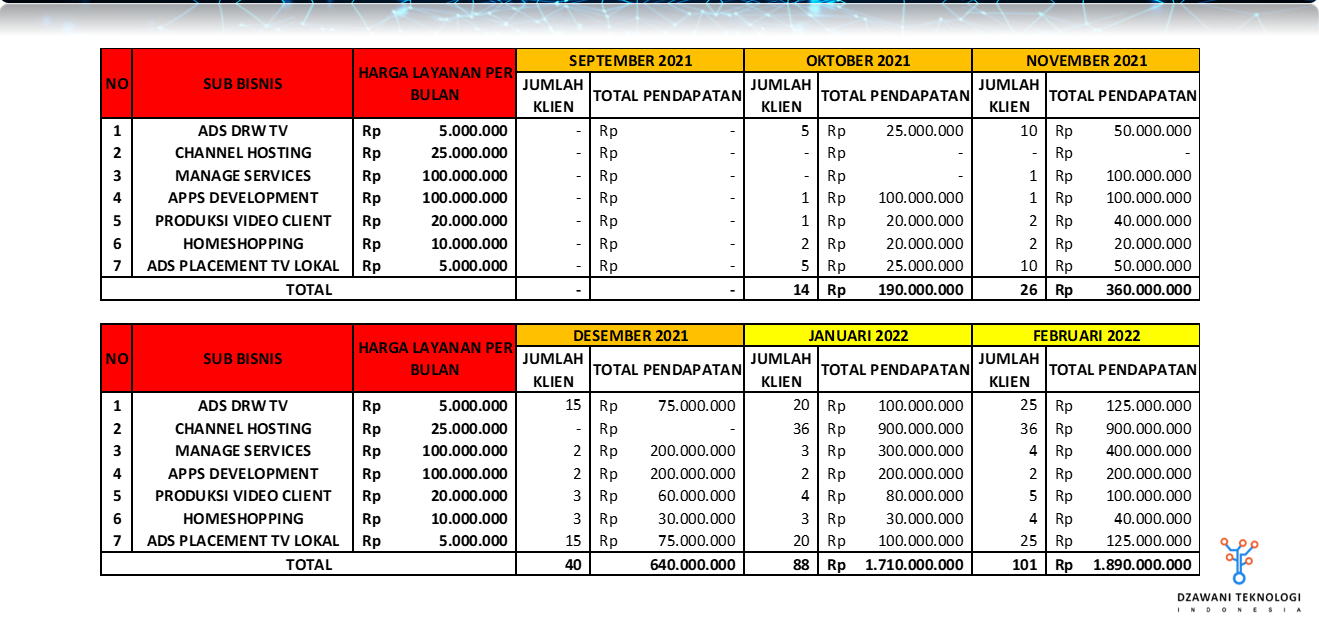 SEPTEMBER 2021 OKTOBER 2021 NOVEMBER 2021
NO SUB BISNIS HARGA LAYANAN PER BULAN JUMLAH KLIEN TOTAL PENDAPATAN JUMLAH KLIEN TOTAL PENDAPATAN JUMLAH KLIEN TOTAL PENDAPATAN
1 ADS DRW TV Rp 5.000.000 - Rp - 5 Rp 25.000.000 10 Rp 50.000.000
2 CHANNEL HOSTING Rp 25.000.000 - Rp - - Rp - - Rp -
3 MANAGE SERVICES Rp 100.000.000 - Rp - - Rp - 1 Rp 100.000.000
4 APPS DEVELOPMENT Rp 100.000.000 - Rp - 1 Rp 100.000.000 1 Rp 100.000.000
5 PRODUKSI VIDEO CLIENT Rp 20.000.000 - Rp - 1 Rp 20.000.000 2 Rp 40.000.000
6 HOMESHOPPING Rp 10.000.000 - Rp - 2 Rp 20.000.000 2 Rp 20.000.000
7 ADS PLACEMENT TV LOKAL Rp 5.000.000 - Rp - 5 Rp 25.000.000 10 Rp 50.000.000
TOTAL - - 14 Rp 190.000.000 26 Rp 360.000.000
DESEMBER 2021 JANUARI 2022 FEBRUARI 2022
NO SUB BISNIS HARGA LAYANAN PER BULAN JUMLAH KLIEN TOTAL PENDAPATAN JUMLAH KLIEN TOTAL PENDAPATAN JUMLAH KLIEN TOTAL PENDAPATAN
1 ADS DRW TV Rp 5.000.000 15 Rp 75.000.000 20 Rp 100.000.000 25 Rp 125.000.000
2 CHANNEL HOSTING Rp 25.000.000 - Rp - 36 Rp 900.000.000 36 Rp 900.000.000
3 MANAGE SERVICES Rp 100.000.000 2 Rp 200.000.000 3 Rp 300.000.000 4 Rp 400.000.000
4 APPS DEVELOPMENT Rp 100.000.000 2 Rp 200.000.000 2 Rp 200.000.000 2 Rp 200.000.000
5 PRODUKSI VIDEO CLIENT Rp 20.000.000 3 Rp 60.000.000 4 Rp 80.000.000 5 Rp 100.000.000
6 HOMESHOPPING Rp 10.000.000 3 Rp 30.000.000 3 Rp 30.000.000 4 Rp 40.000.000
7 ADS PLACEMENT TV LOKAL Rp 5.000.000 15 Rp 75.000.000 20 Rp 100.000.000 25 Rp 125.000.000
TOTAL 40 640.000.000 88 Rp 1.710.000.000 101 Rp 1.890.000.000
DZAWANI TEKNOLOGI
INDONESIA